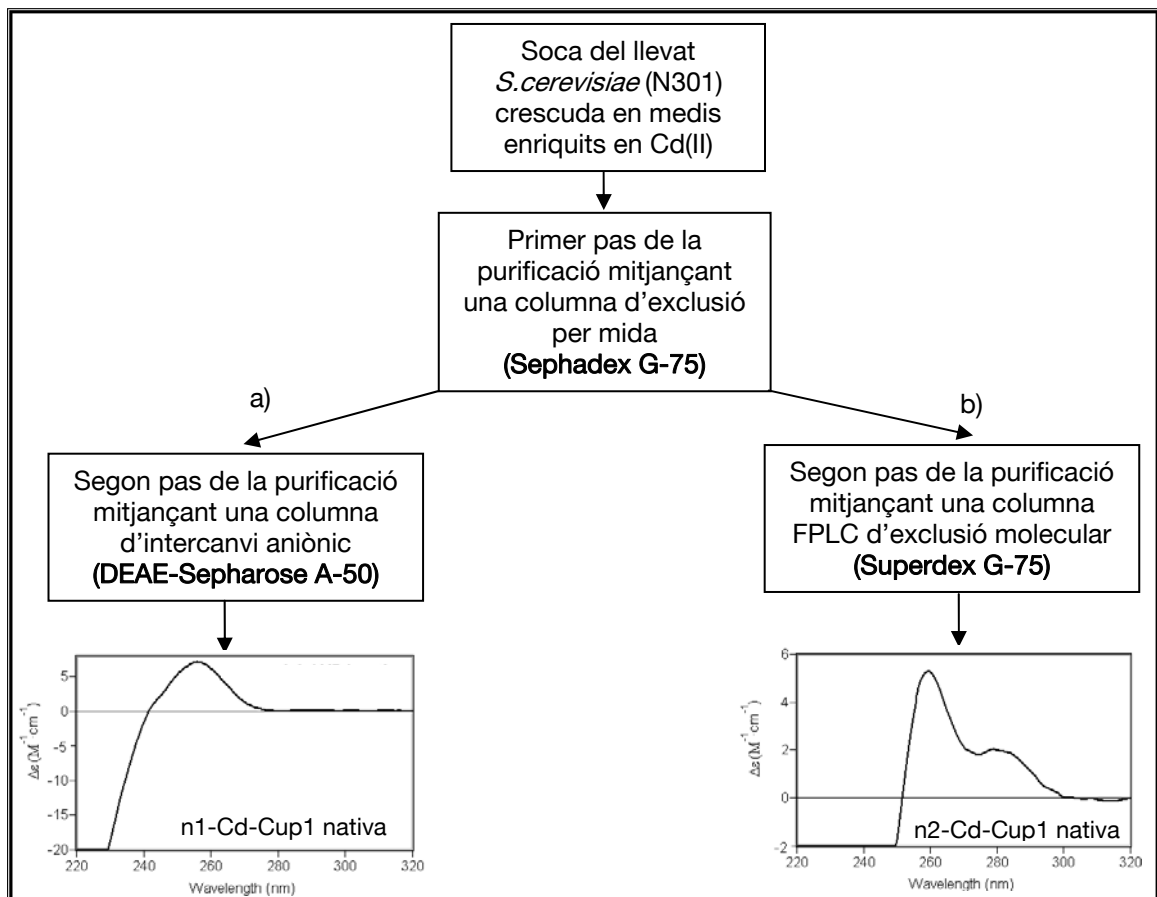 Soca del llevat
S.cerevisiae (N301)
crescuda en medis
enriquits en Cd(II)
Primer pas de la
purificació mitjançant
una columna d'exclusió
per mida
(Sephadex G-75)
a)
b)
Segon pas de la purificació
mitjançant una columna
d'intercanvi aniònic
(DEAE-Sepharose A-50)
Segon pas de la purificació
mitjançant una columna
FPLC d'exclusió molecular
(Superdex G-75)
Δε (M⁻¹cm⁻¹)
5
0
-5
-10
-15
-20
n1-Cd-Cup1 nativa
220 240 260 280 300 320
Wavelength (nm)
Δε (M⁻¹cm⁻¹)
6
4
2
0
-2
n2-Cd-Cup1 nativa
220 240 260 280 300 320
Wavelength (nm)